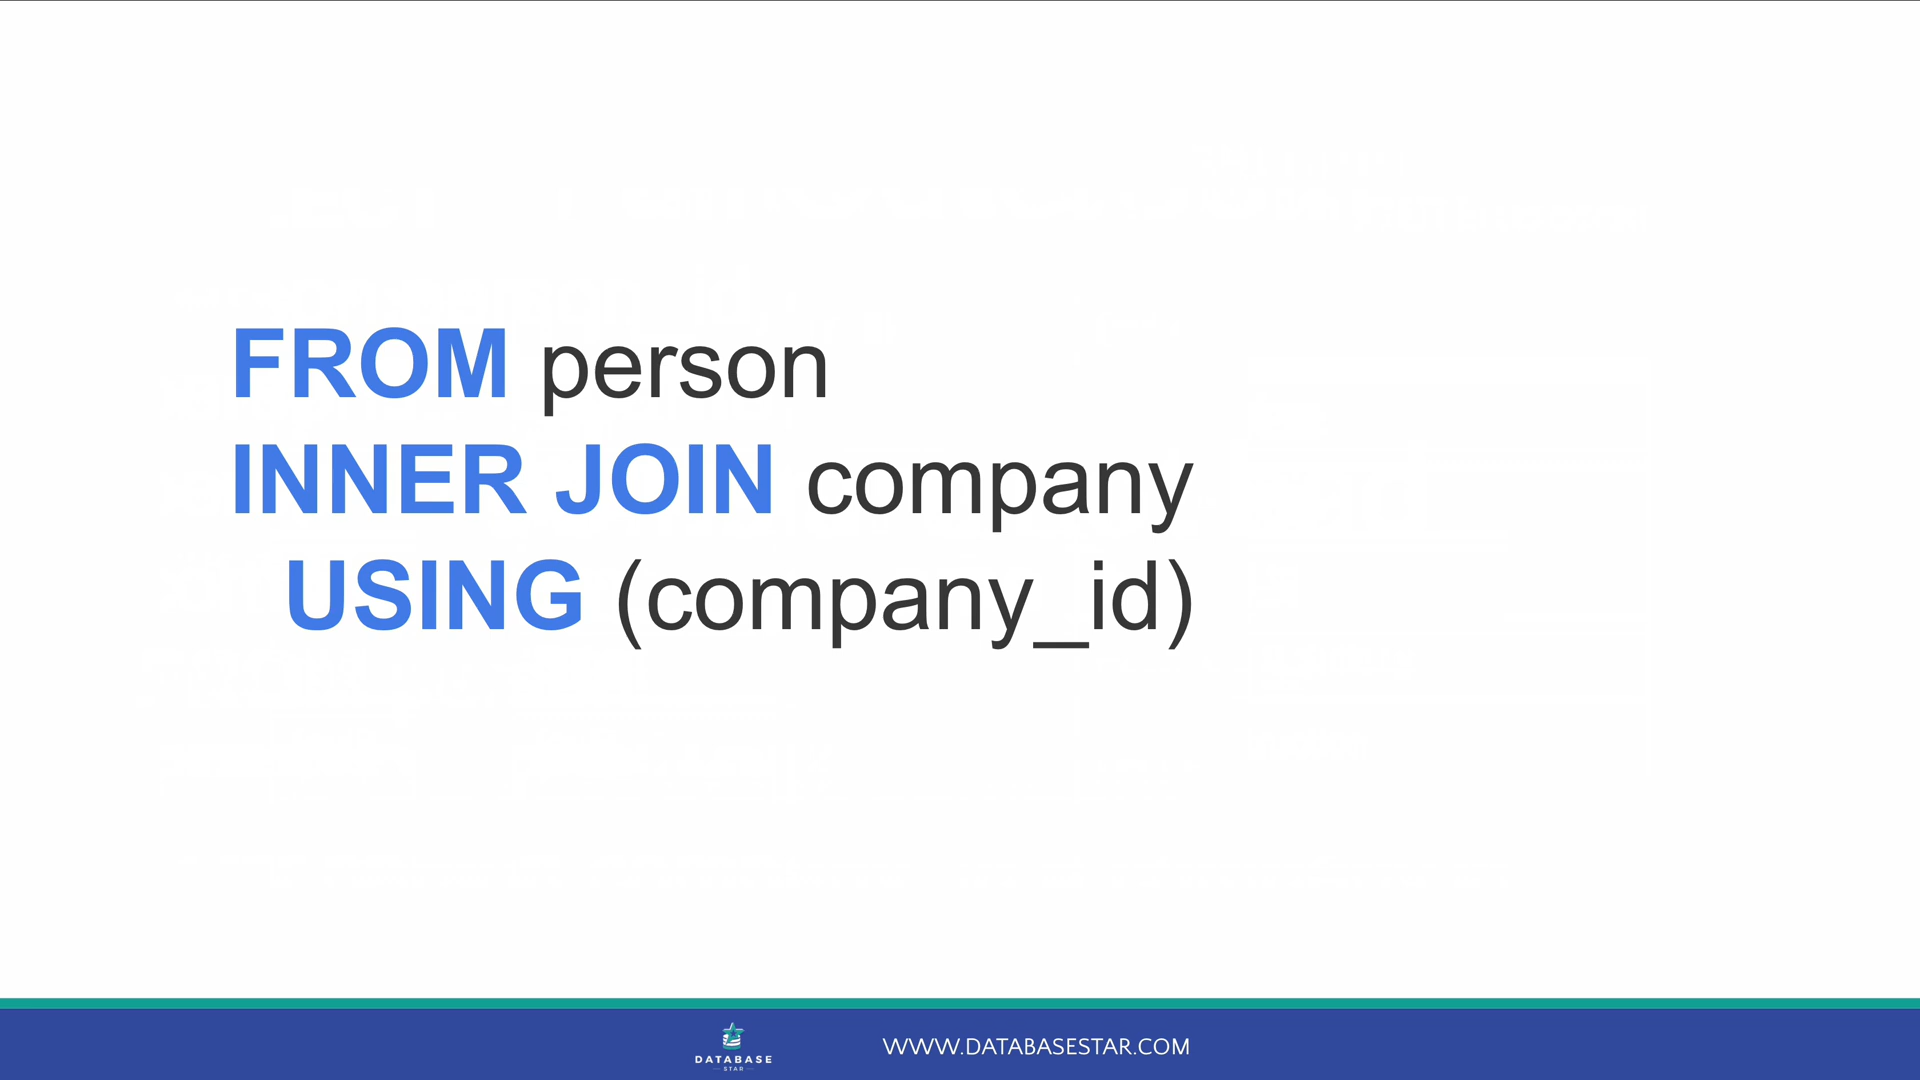 FROM person
INNER JOIN company
USING (company_id)
DATABASE
STAR
WWW.DATABASESTAR.COM